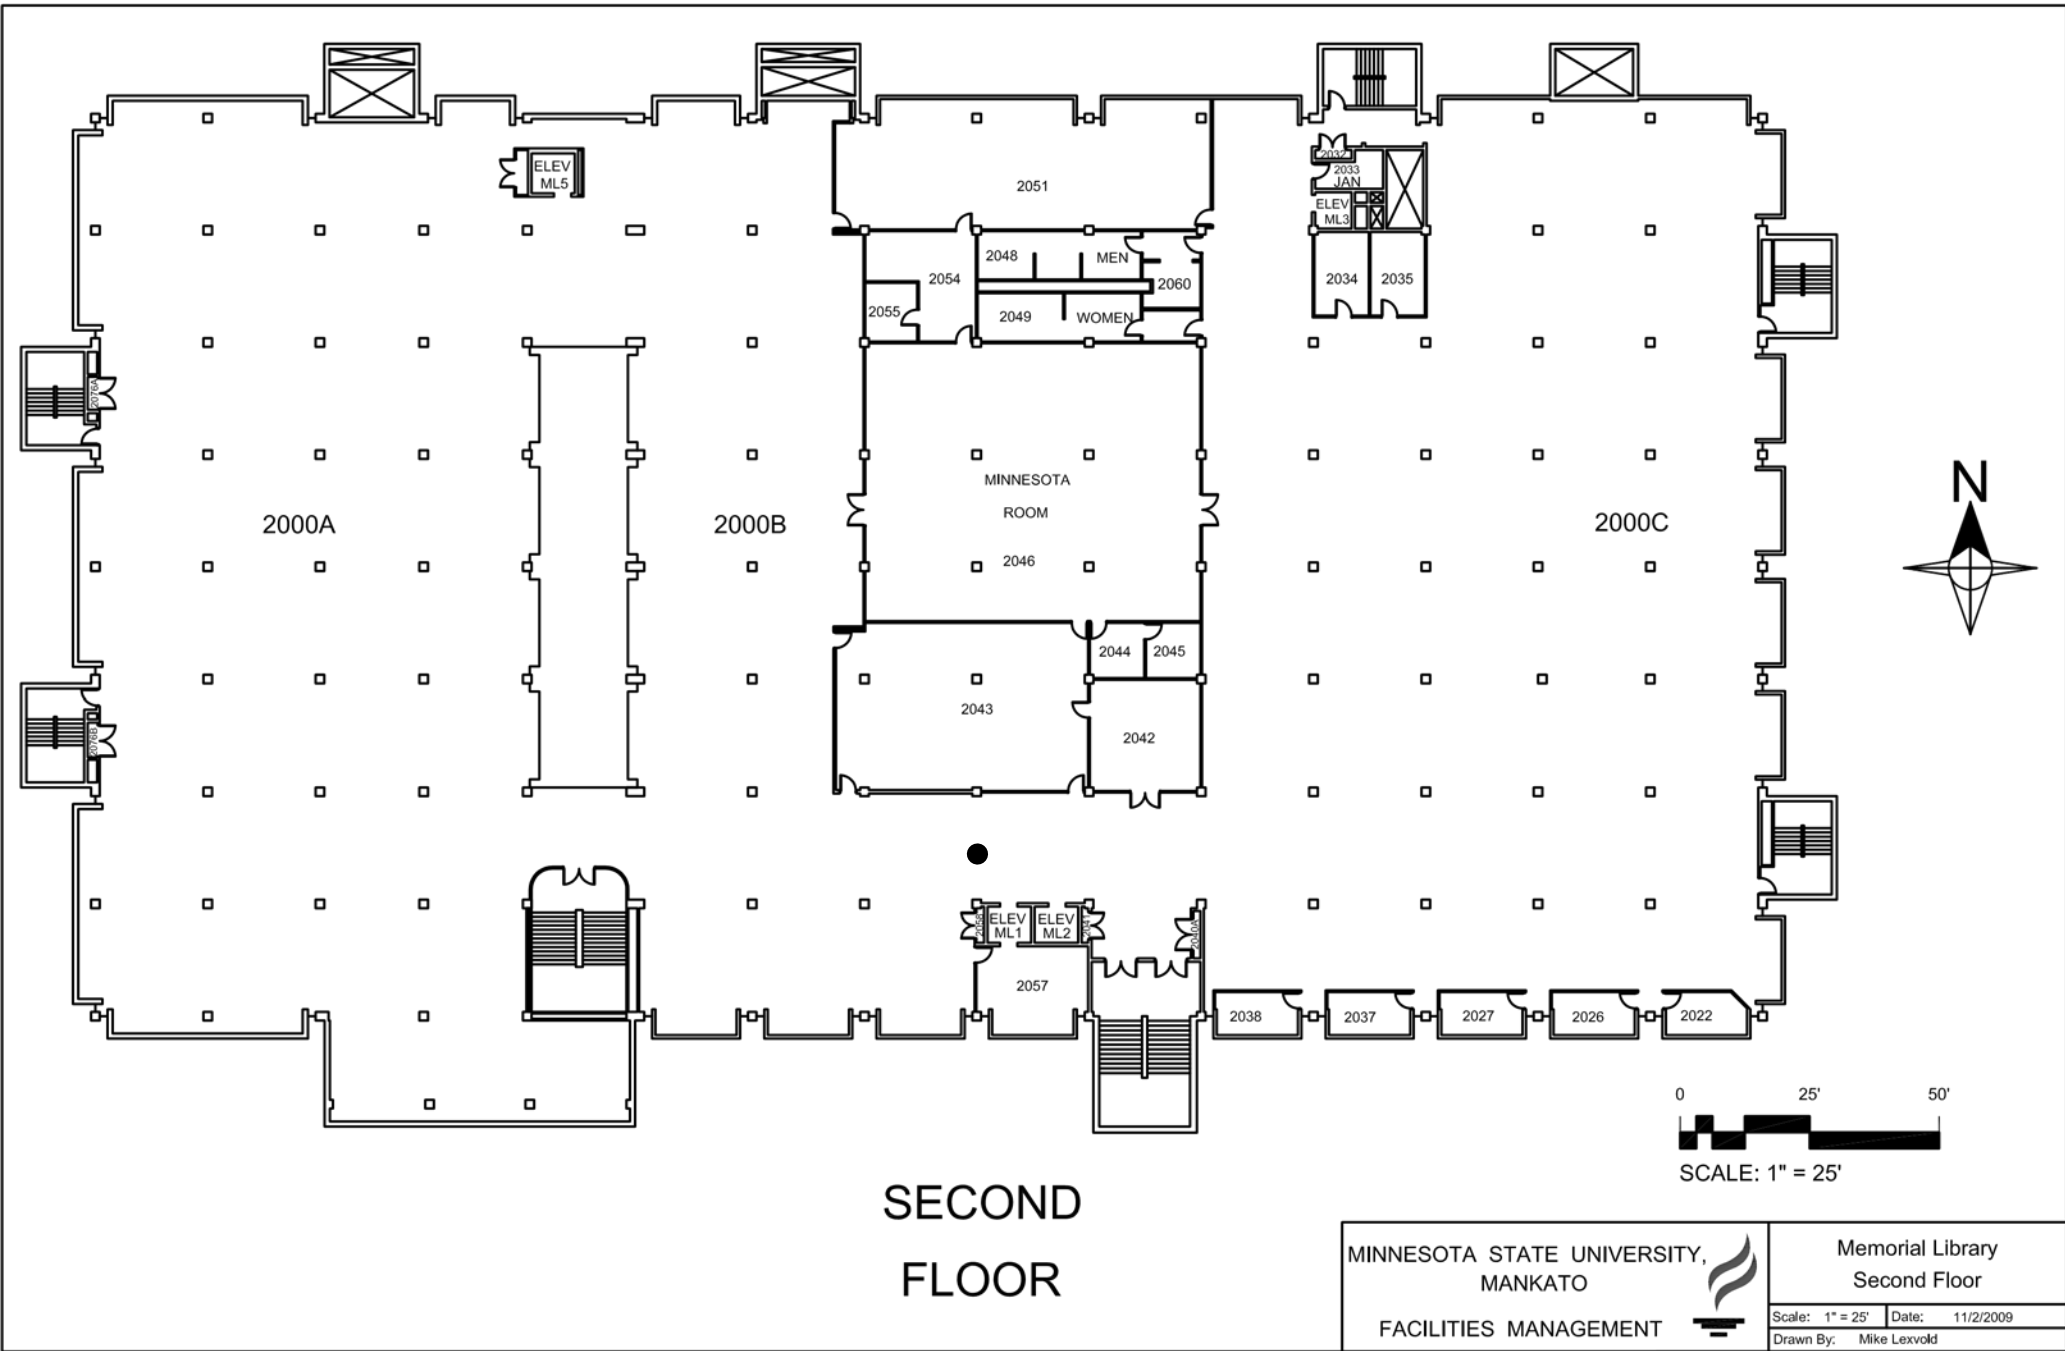 ELEV
ML5
2051
2032
2033
JAN
ELEV
ML3
2048
MEN
2054
2060
2034
2035
2055
2049
WOMEN
2076A
N
MINNESOTA
ROOM
2000A
2000B
2000C
2046
2044
2045
2043
2042
2076B
2058
ELEV
ML1
ELEV
ML2
2041
2040A
2057
2038
2037
2027
2026
2022
0 25' 50'
SCALE: 1" = 25'
SECOND
FLOOR
MINNESOTA STATE UNIVERSITY,
MANKATO
FACILITIES MANAGEMENT
Memorial Library
Second Floor
Scale: 1" = 25' Date: 11/2/2009
Drawn By: Mike Lexvold